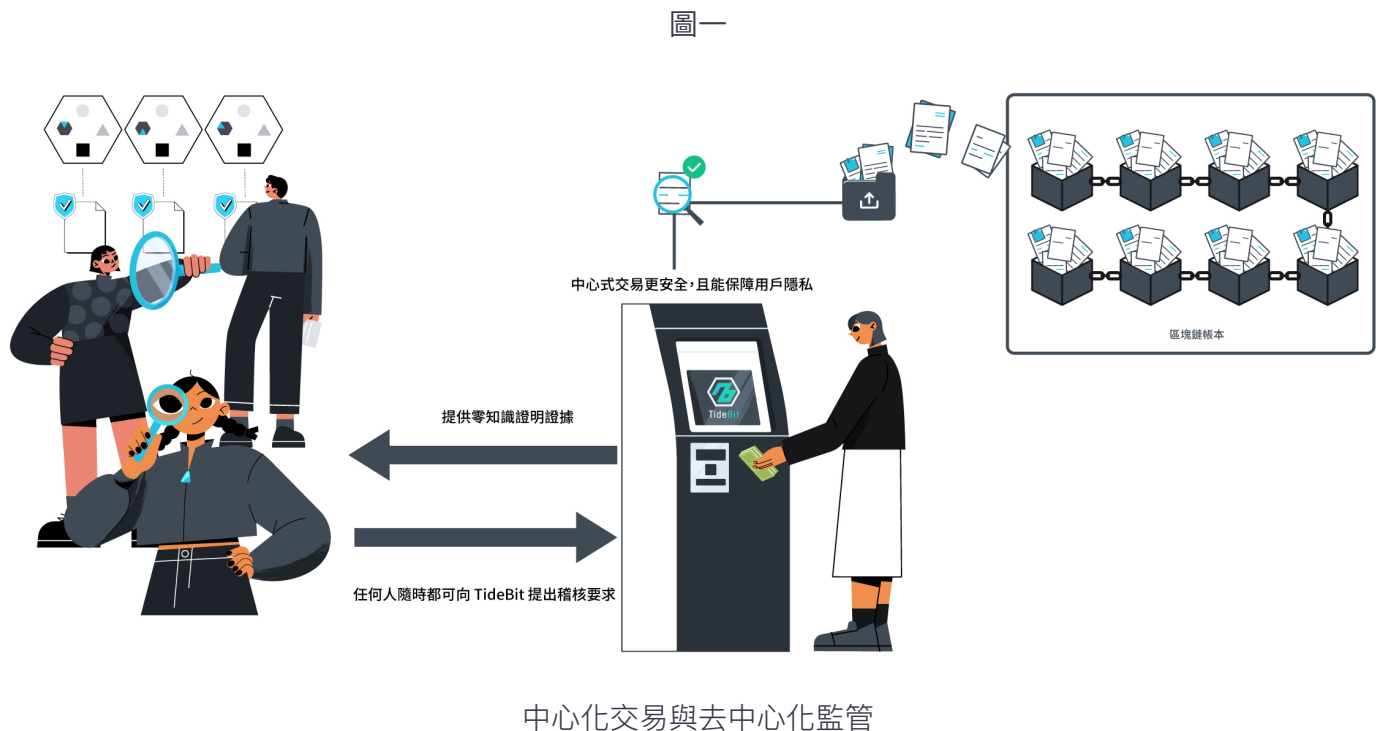 圖一
中心式交易更安全,且能保障用戶隱私
區塊鏈帳本
TideBit
提供零知識證明證據
任何人隨時都可向 TideBit 提出稽核要求
中心化交易與去中心化監管